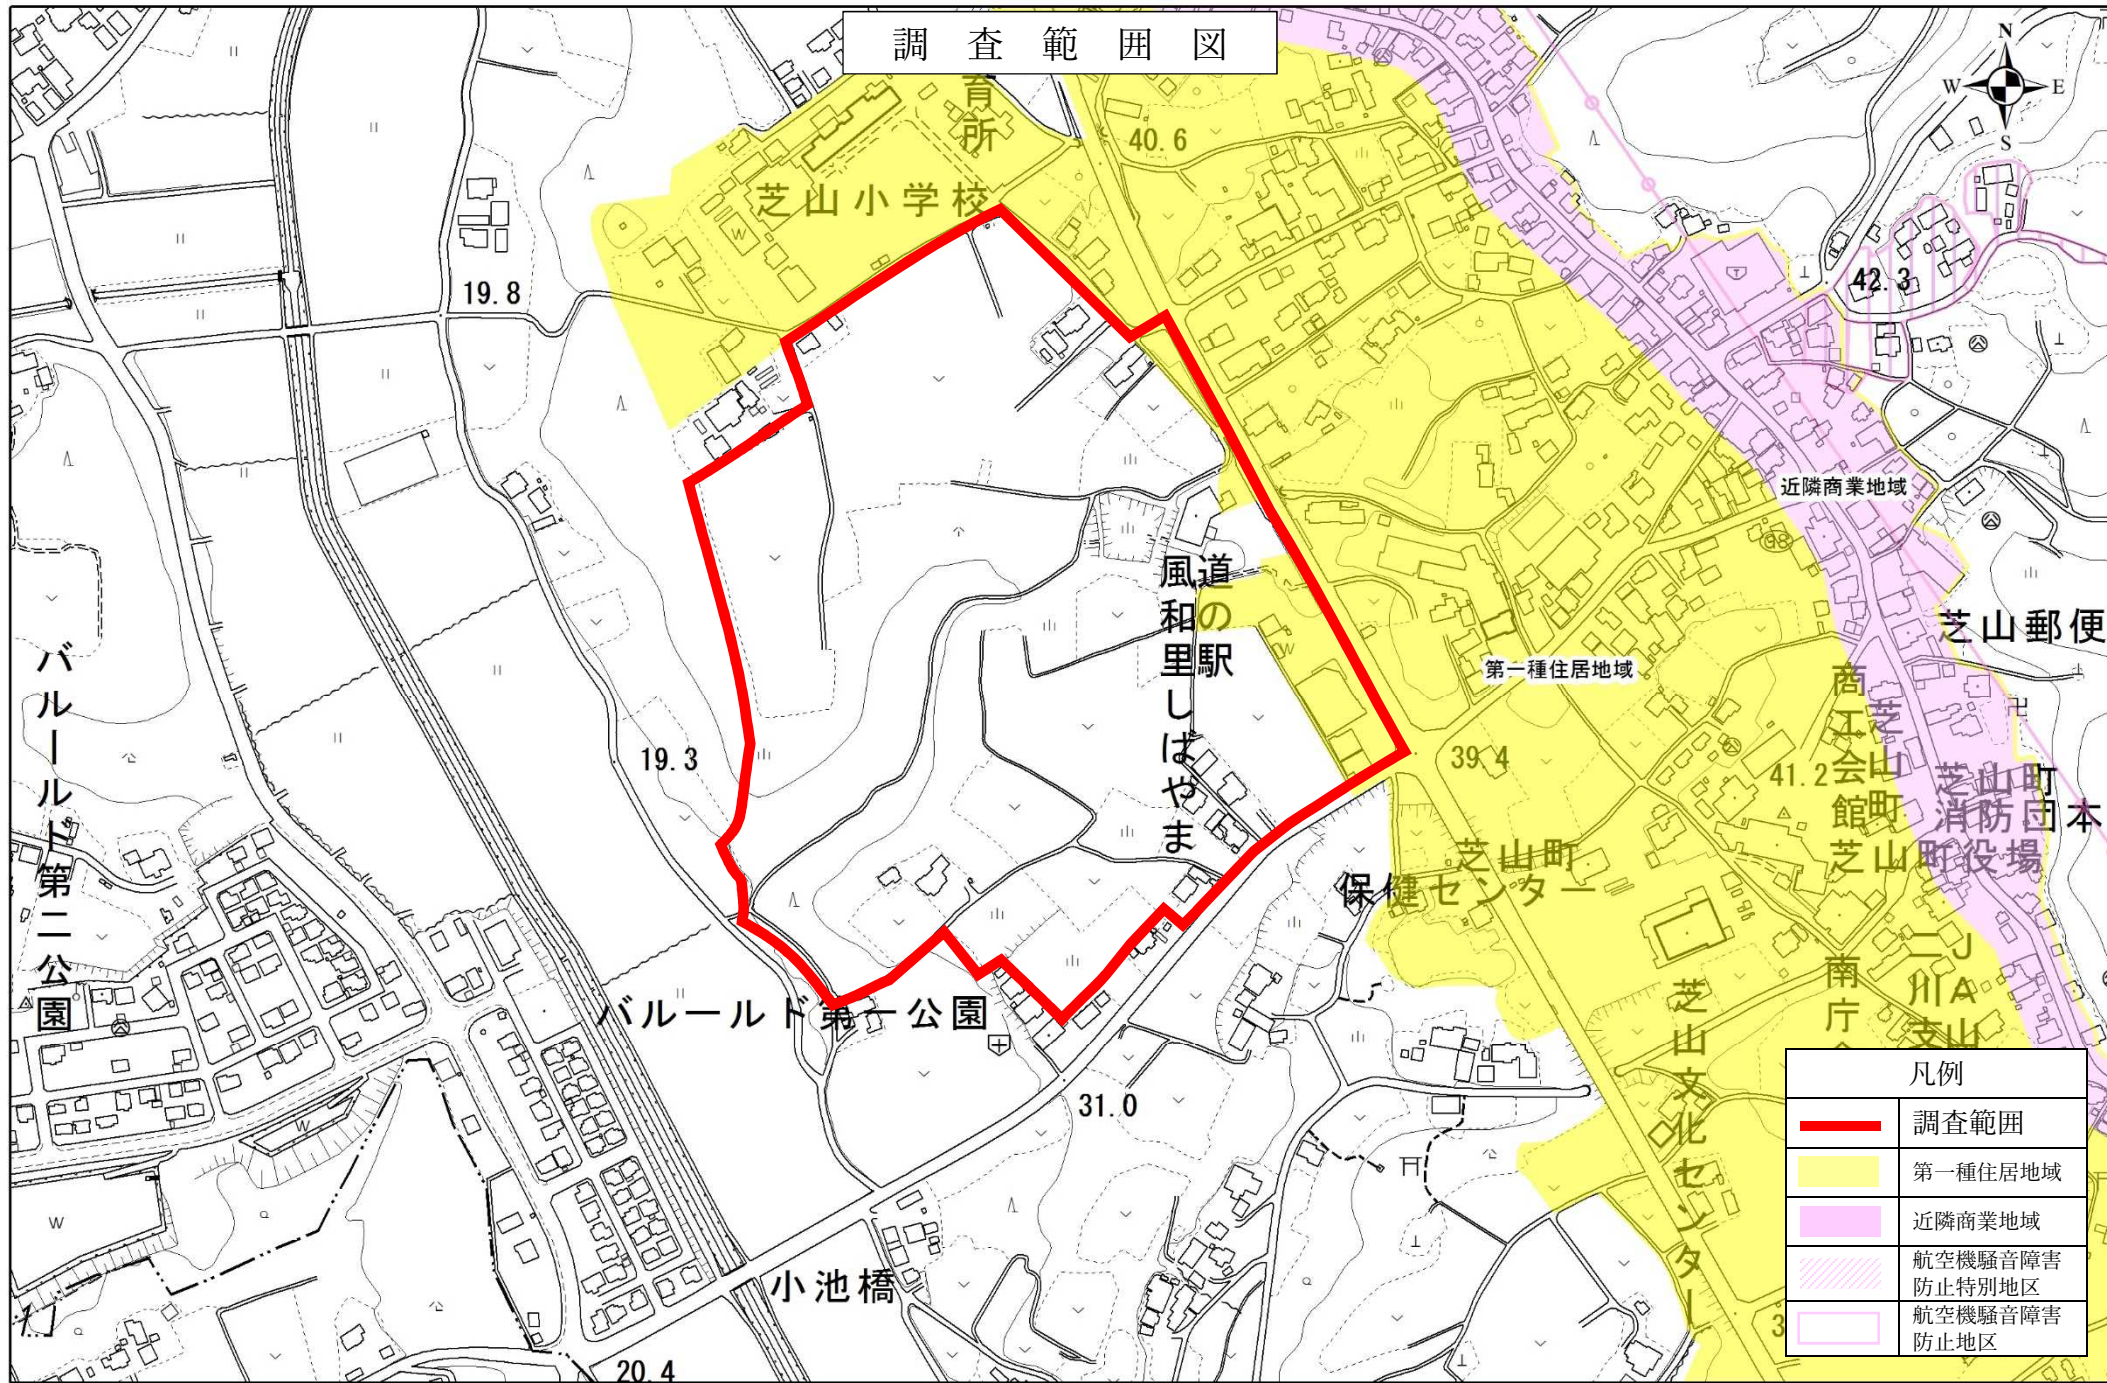 調査範囲図
N
W
E
S
育所
40.6
芝山小学校
W
19.8
42.3
近隣商業地域
道の駅
風和里しばやま
W
芝山郵便
第一種住居地域
バルールド第二公園
商工会館
芝山町
19.3
39.4
41.2
芝山町
消防団本
芝山町役場
芝山町
保健センター
バルールド第一公園
芝山文化センター
南庁
JA山
二川支
31.0
W
W
小池橋
20.4
3
凡例
調査範囲
第一種住居地域
近隣商業地域
航空機騒音障害
防止特別地区
航空機騒音障害
防止地区